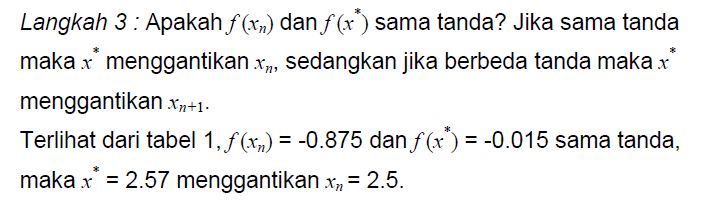 Langkah 3 : Apakah f (xₙ) dan f (x*) sama tanda? Jika sama tanda
maka x* menggantikan xₙ, sedangkan jika berbeda tanda maka x*
menggantikan xₙ₊₁.
Terlihat dari tabel 1, f (xₙ) = -0.875 dan f (x*) = -0.015 sama tanda,
maka x* = 2.57 menggantikan xₙ = 2.5.